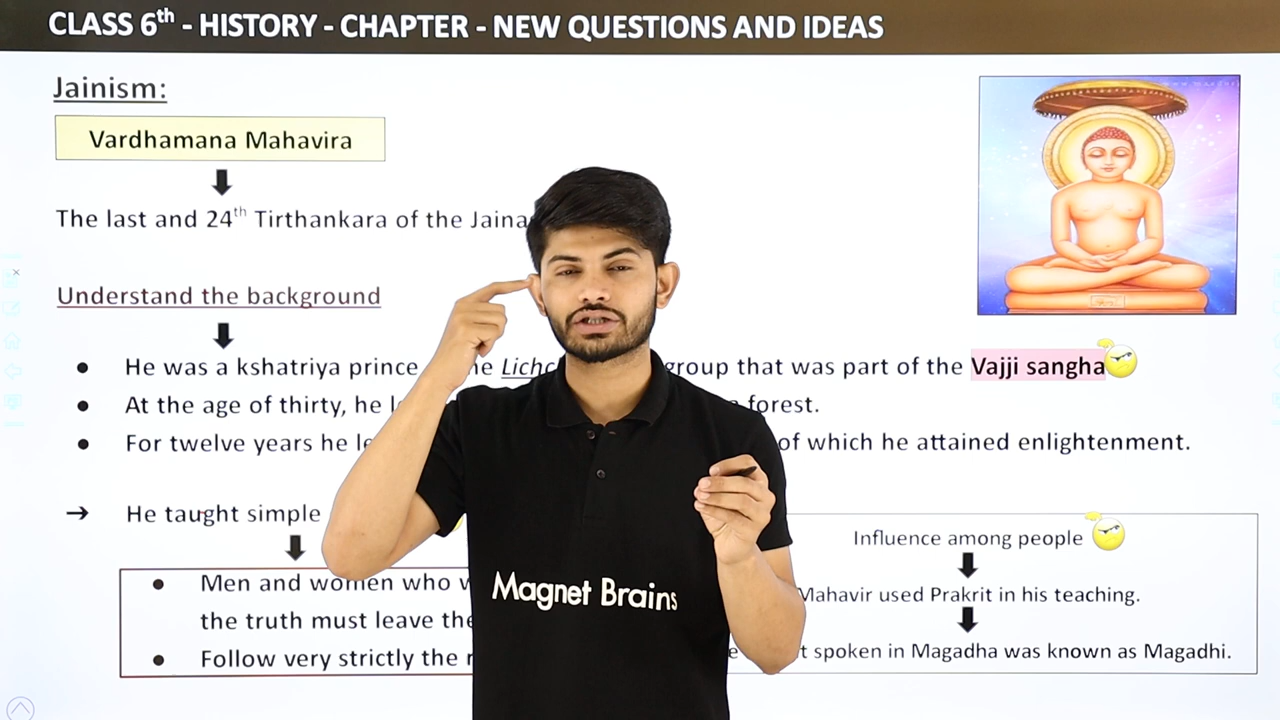 CLASS 6th - HISTORY - CHAPTER - NEW QUESTIONS AND IDEAS
Jainism:
Vardhamana Mahavira
The last and 24th Tirthankara of the Jaina
Understand the background
He was a kshatriya prince group that was part of the Vajji sangha
At the age of thirty, he forest.
For twelve years he of which he attained enlightenment.
→ He taught simple
Men and women who
the truth must leave
Follow very strictly the
Influence among people
Mahavir used Prakrit in his teaching.
spoken in Magadha was known as Magadhi.
Magnet Brains